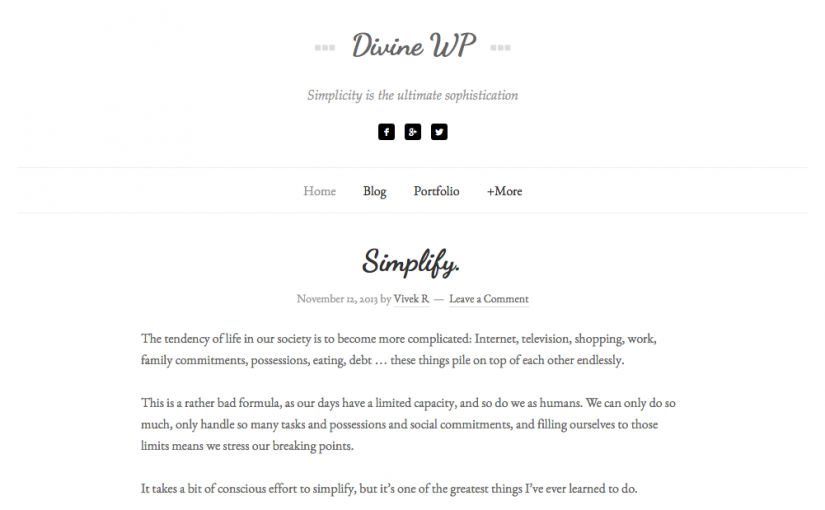 Divine WP
Simplicity is the ultimate sophistication
Home Blog Portfolio +More
Simplify.
November 12, 2013 by Vivek R — Leave a Comment
The tendency of life in our society is to become more complicated: Internet, television, shopping, work,
family commitments, possessions, eating, debt … these things pile on top of each other endlessly.
This is a rather bad formula, as our days have a limited capacity, and so do we as humans. We can only do so
much, only handle so many tasks and possessions and social commitments, and filling ourselves to those
limits means we stress our breaking points.
It takes a bit of conscious effort to simplify, but it's one of the greatest things I've ever learned to do.